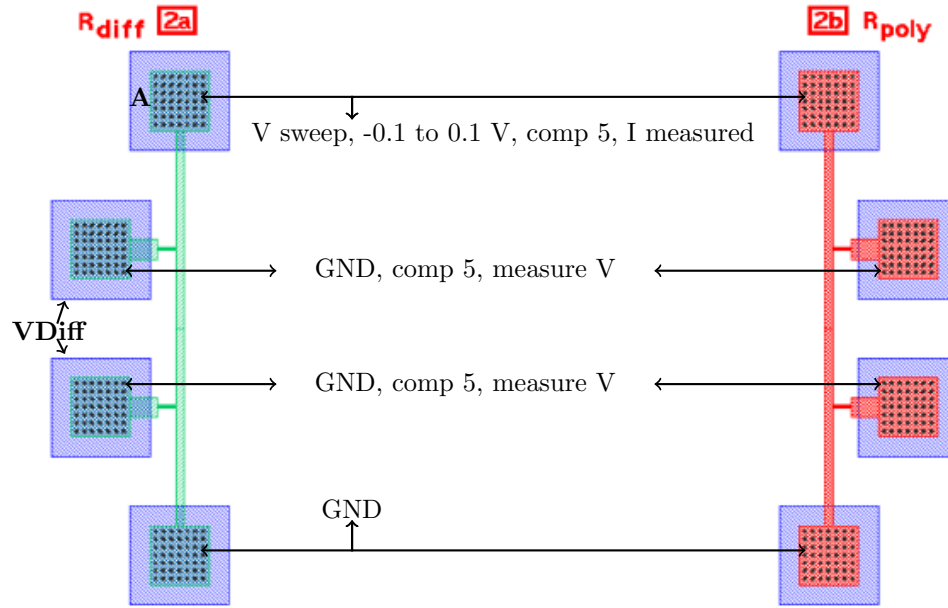 Rdiff 2a 2b Rpoly
A
V sweep, -0.1 to 0.1 V, comp 5, I measured
GND, comp 5, measure V
VDiff
GND, comp 5, measure V
GND